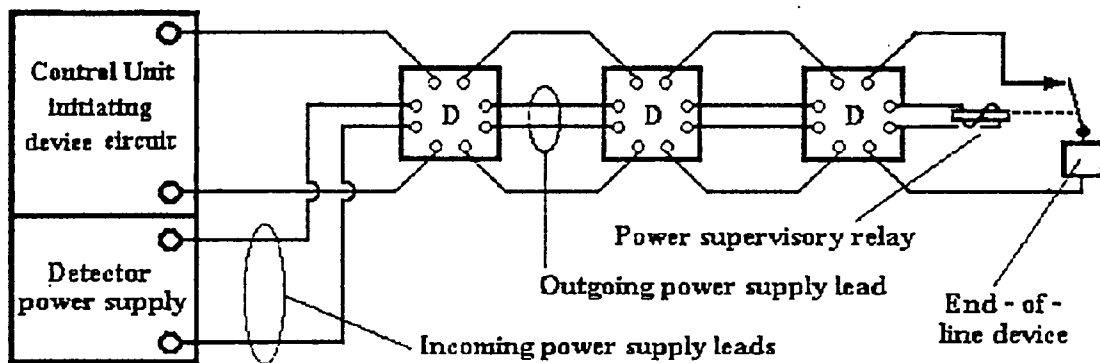 Control Unit
initiating
device circuit
D
D
D
Power supervisory relay
Detector
power supply
Outgoing power supply lead
End - of -
line device
Incoming power supply leads